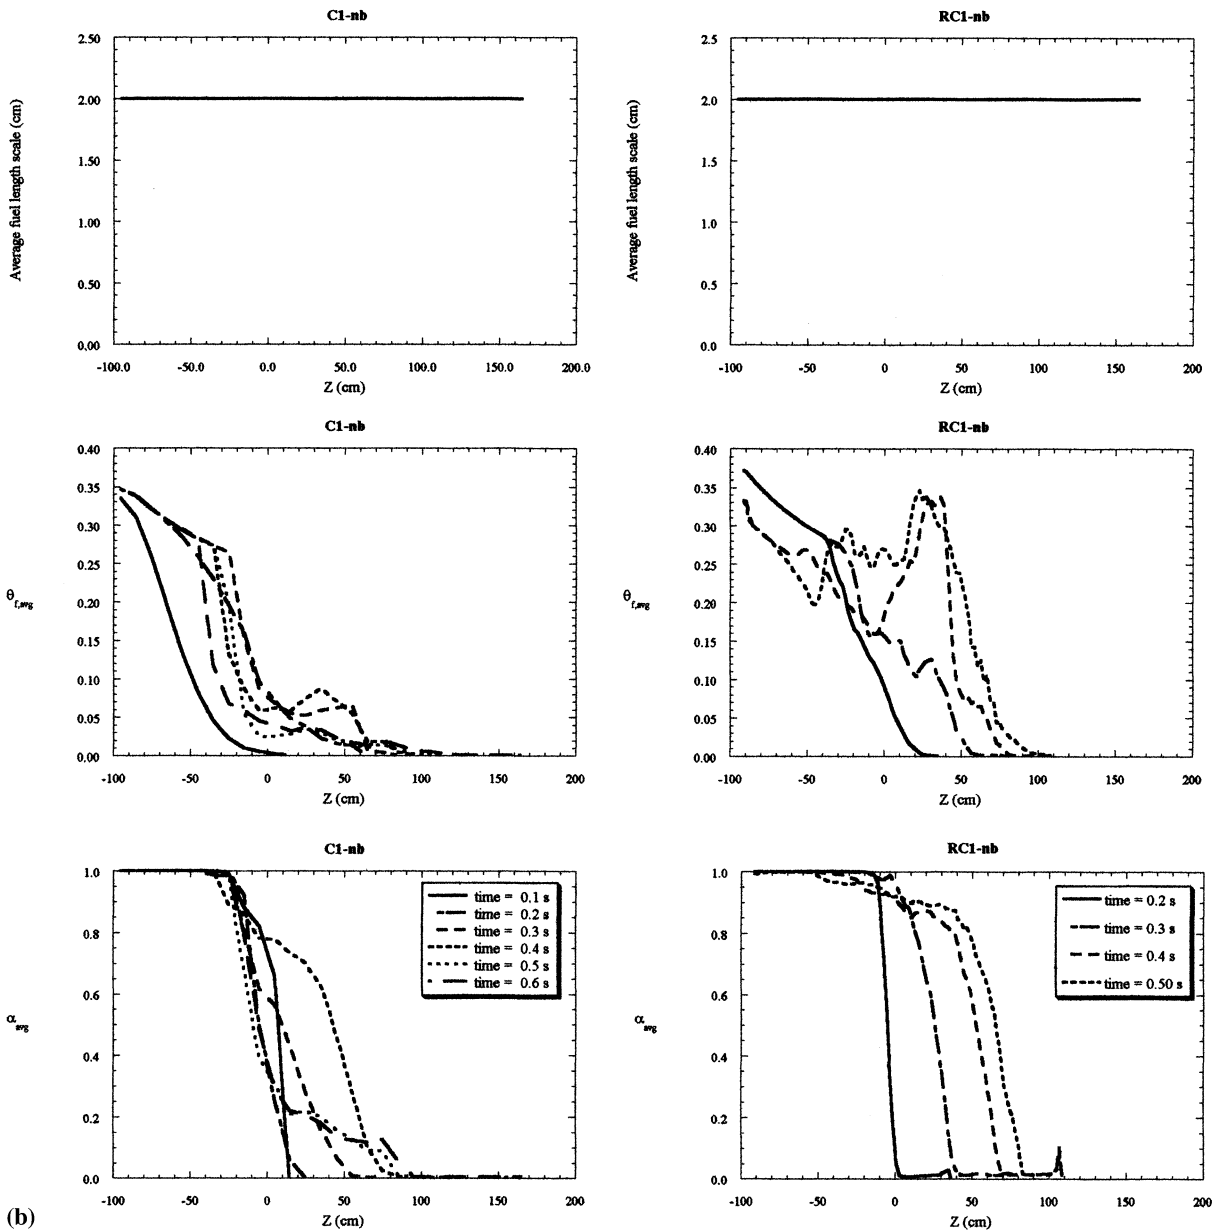 C1-nb
RC1-nb
2.50
2.00
1.50
1.00
0.50
0.00
Average fuel length scale (cm)
-100.0 -50.0 0.0 50.0 100.0 150.0 200.0
Z (cm)
2.5
2.0
1.5
1.0
0.5
0.0
Average fuel length scale (cm)
-100 -50 0 50 100 150 200
Z (cm)
C1-nb
RC1-nb
0.40
0.35
0.30
0.25
0.20
0.15
0.10
0.05
0.00
θf,avg
-100 -50 0 50 100 150 200
Z (cm)
0.40
0.35
0.30
0.25
0.20
0.15
0.10
0.05
0.00
θf,avg
-100 -50 0 50 100 150 200
Z (cm)
C1-nb
RC1-nb
1.0
0.8
0.6
0.4
0.2
0.0
αavg
time = 0.1 s
time = 0.2 s
time = 0.3 s
time = 0.4 s
time = 0.5 s
time = 0.6 s
-100 -50 0 50 100 150 200
Z (cm)
1.0
0.8
0.6
0.4
0.2
0.0
αavg
time = 0.2 s
time = 0.3 s
time = 0.4 s
time = 0.50 s
-100 -50 0 50 100 150 200
Z (cm)
(b)